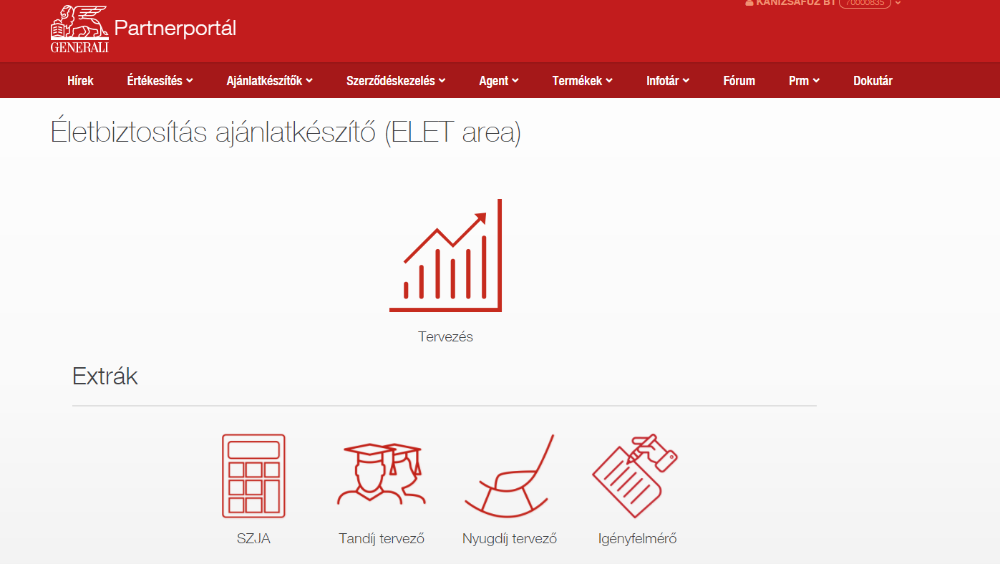 KANIZSAFÜZ BT 70000835
GENERALI
Partnerportál
Hírek Értékesítés Ajánlatkészítők Szerződéskezelés Agent Termékek Infotár Fórum Prm Dokutár
Életbiztosítás ajánlatkészítő (ELET area)
Tervezés
Extrák
SZJA Tandíj tervező Nyugdíj tervező Igényfelmérő